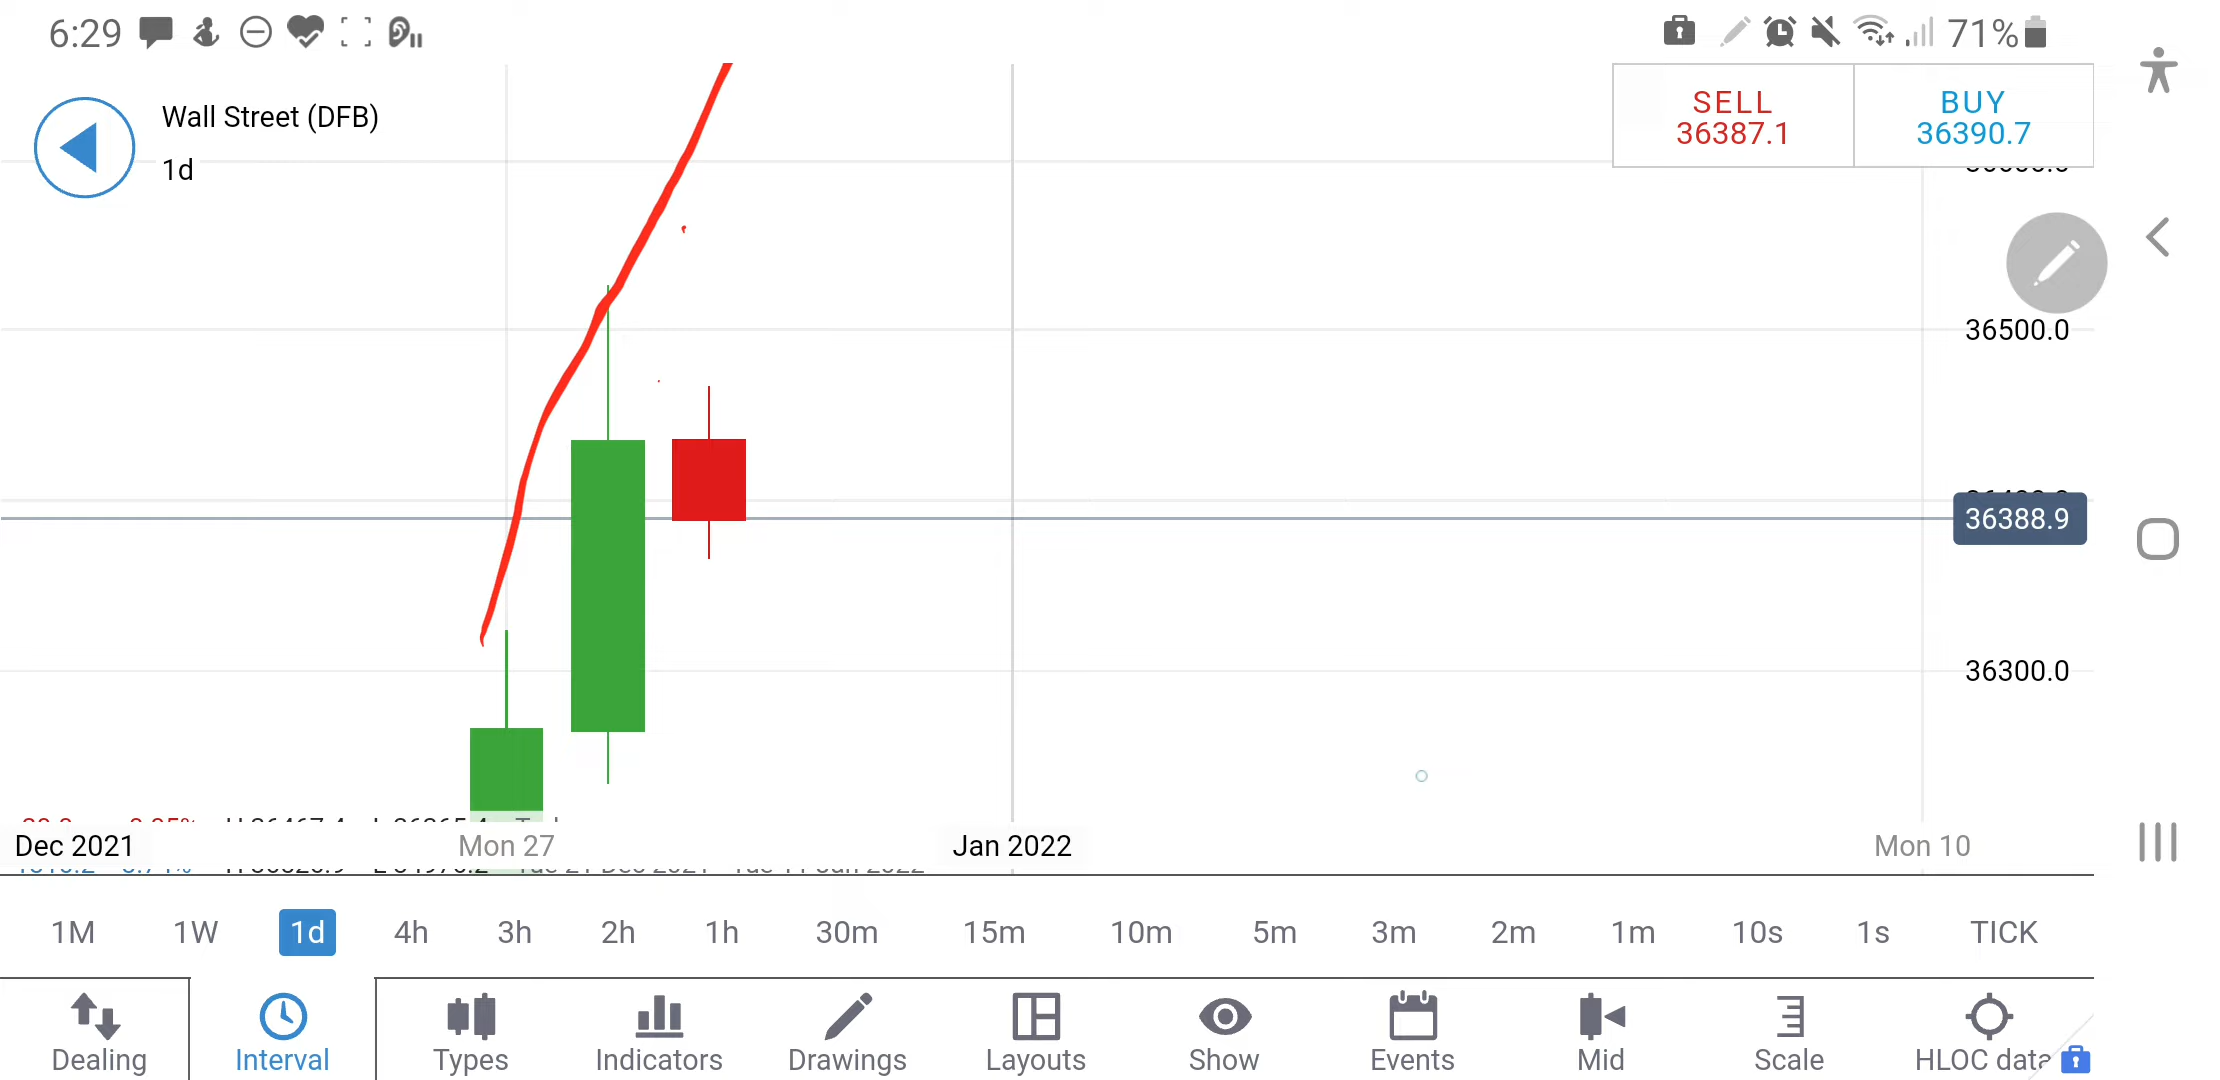 6:29
71%
Wall Street (DFB)
1d
SELL
36387.1
BUY
36390.7
36500.0
36388.9
36300.0
Dec 2021
Mon 27
Jan 2022
Mon 10
1M 1W 1d 4h 3h 2h 1h 30m 15m 10m 5m 3m 2m 1m 10s 1s TICK
Dealing Interval Types Indicators Drawings Layouts Show Events Mid Scale HLOC data